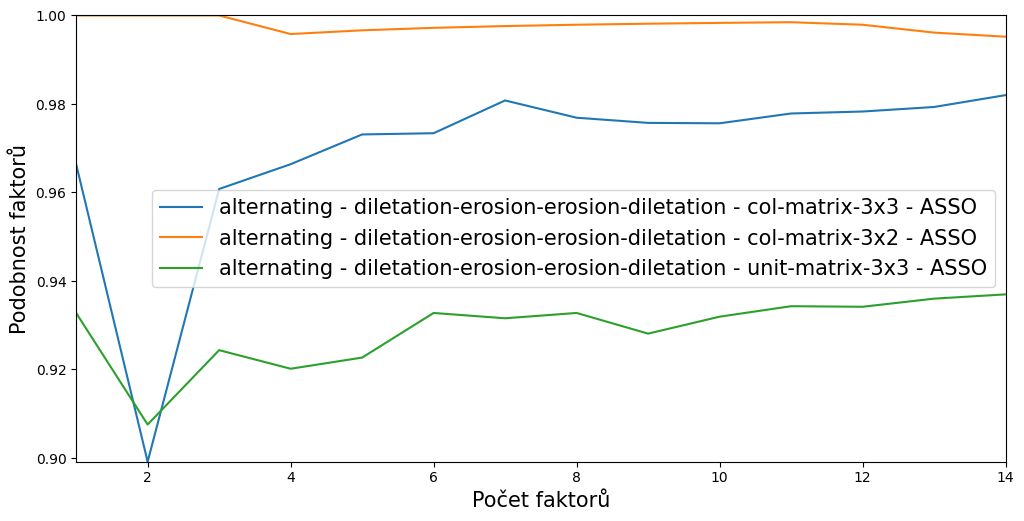 1.00
0.98
0.96
0.94
0.92
0.90
Podobnost faktorů
alternating - diletation-erosion-erosion-diletation - col-matrix-3x3 - ASSO
alternating - diletation-erosion-erosion-diletation - col-matrix-3x2 - ASSO
alternating - diletation-erosion-erosion-diletation - unit-matrix-3x3 - ASSO
2 4 6 8 10 12 14
Počet faktorů